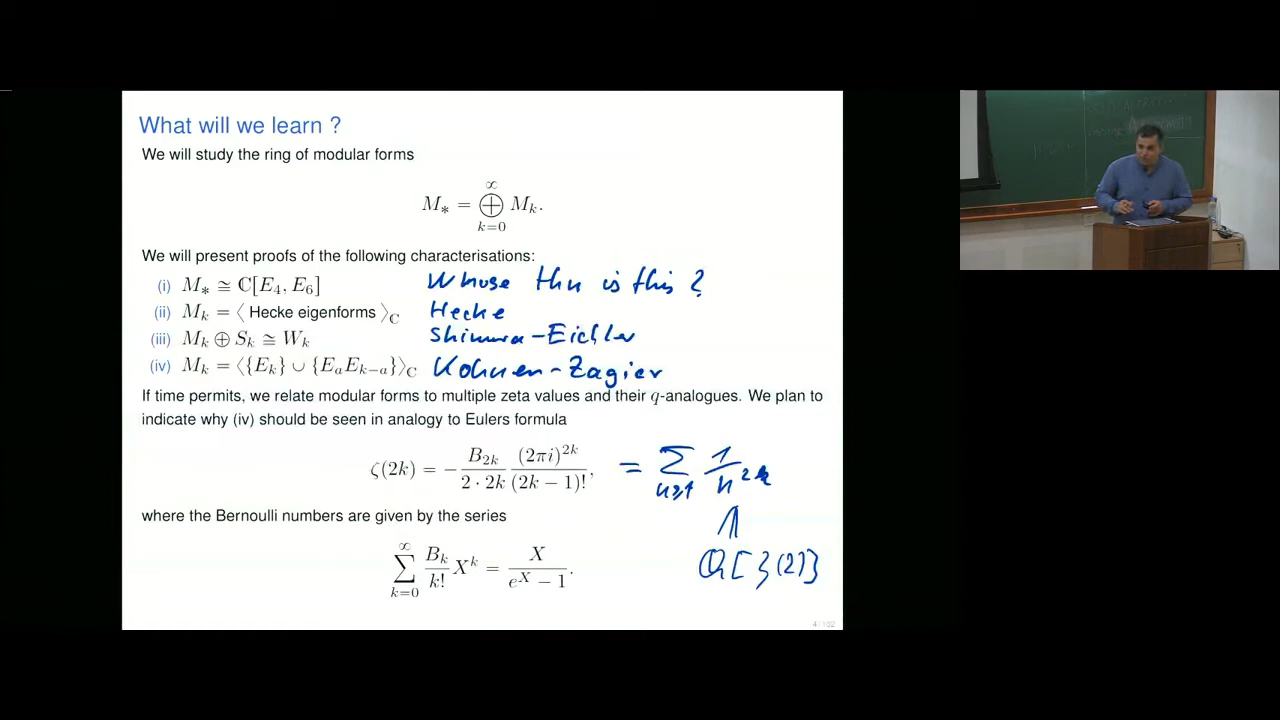 What will we learn ?
We will study the ring of modular forms
M_* = ⊕_{k=0}^{∞} M_k.
We will present proofs of the following characterisations:
(i) M_* ≅ ℂ[E_4, E_6] Whose thm is this ?
(ii) M_k = ⟨ Hecke eigenforms ⟩_ℂ Hecke
(iii) M_k ⊕ S_k ≅ W_k Shimura-Eichler
(iv) M_k = ⟨{E_k} ∪ {E_a E_{k−a}}⟩_ℂ Kohnen-Zagier
If time permits, we relate modular forms to multiple zeta values and their q-analogues. We plan to
indicate why (iv) should be seen in analogy to Eulers formula
ζ(2k) = − B_{2k}/(2 · 2k) (2πi)^{2k}/(2k − 1)!, = Σ_{n≥1} 1/n^{2k}
where the Bernoulli numbers are given by the series
Σ_{k=0}^{∞} B_k/k! X^k = X/(e^X − 1). ℚ[ζ(2)]
4 / 102